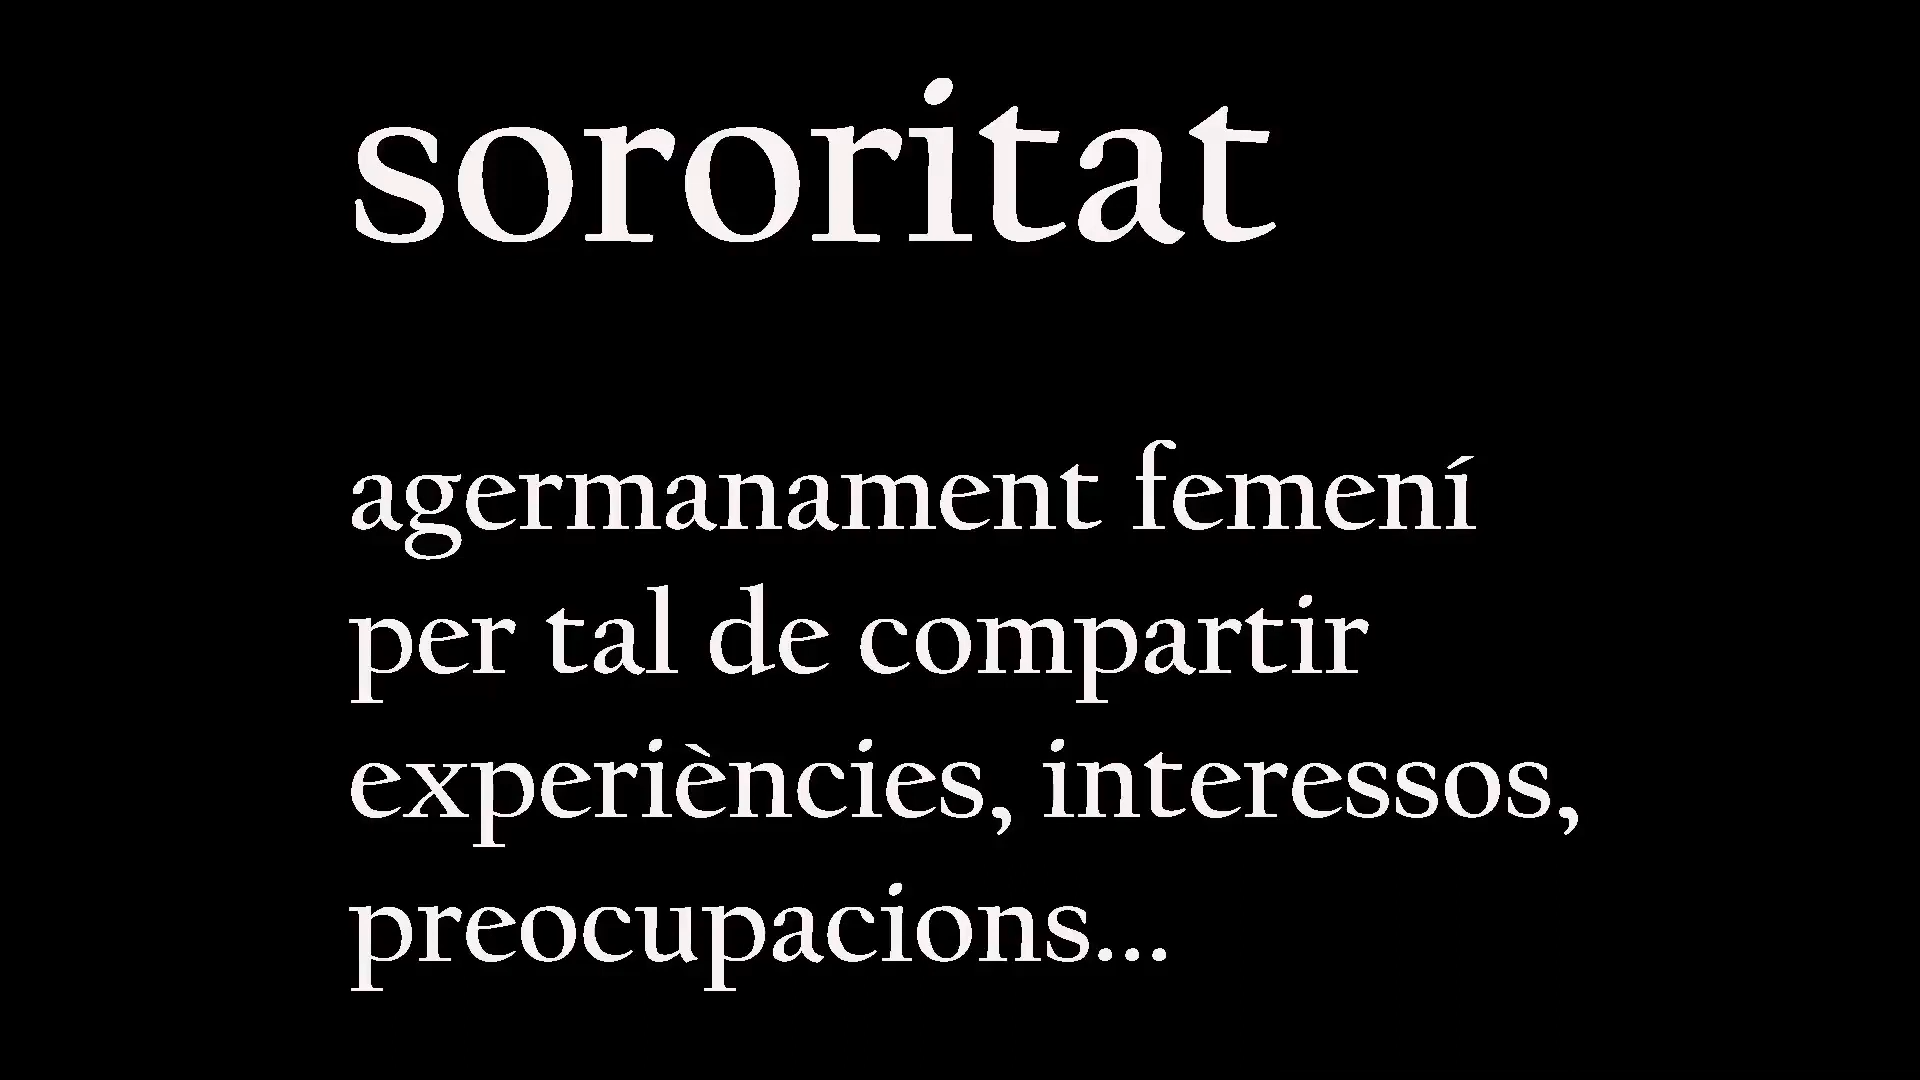 sororitat
agermanament femení
per tal de compartir
experiències, interessos,
preocupacions...